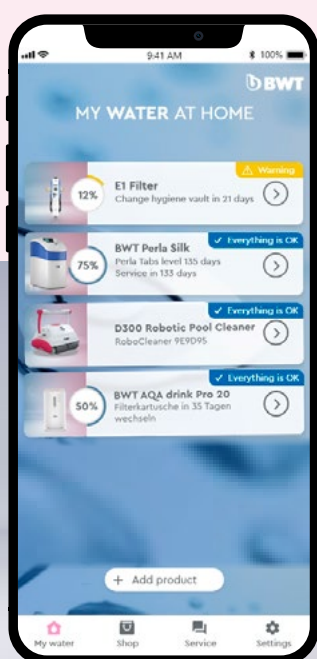 9:41 AM
100%
BWT
MY WATER AT HOME
Warning
12%
E1 Filter
Change hygiene vault in 21 days
Everything is OK
75%
BWT Perla Silk
Perla Tabs level 135 days
Service in 133 days
Everything is OK
D300 Robotic Pool Cleaner
RoboCleaner 9E9D95
Everything is OK
50%
BWT AQA drink Pro 20
Filterkartusche in 35 Tagen
wechseln
+ Add product
My water
Shop
Service
Settings